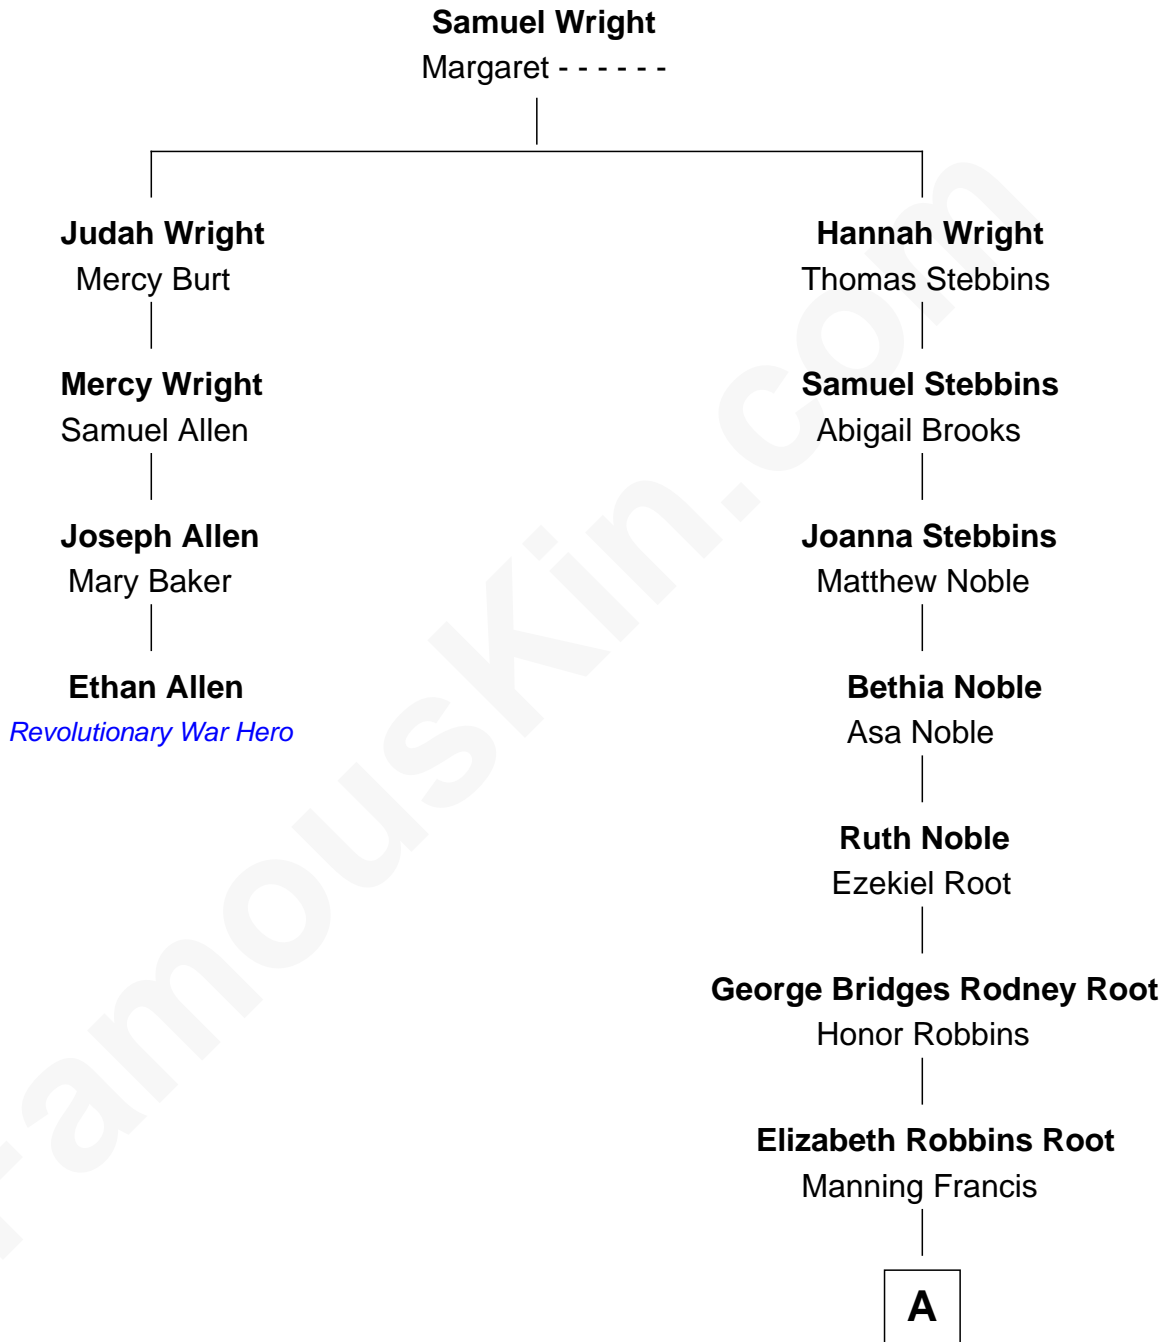 Samuel Wright
Margaret - - - - - -
Judah Wright
Mercy Burt
Hannah Wright
Thomas Stebbins
Mercy Wright
Samuel Allen
Samuel Stebbins
Abigail Brooks
Joseph Allen
Mary Baker
Joanna Stebbins
Matthew Noble
Ethan Allen
Revolutionary War Hero
Bethia Noble
Asa Noble
Ruth Noble
Ezekiel Root
George Bridges Rodney Root
Honor Robbins
Elizabeth Robbins Root
Manning Francis
A
FamousKin.com